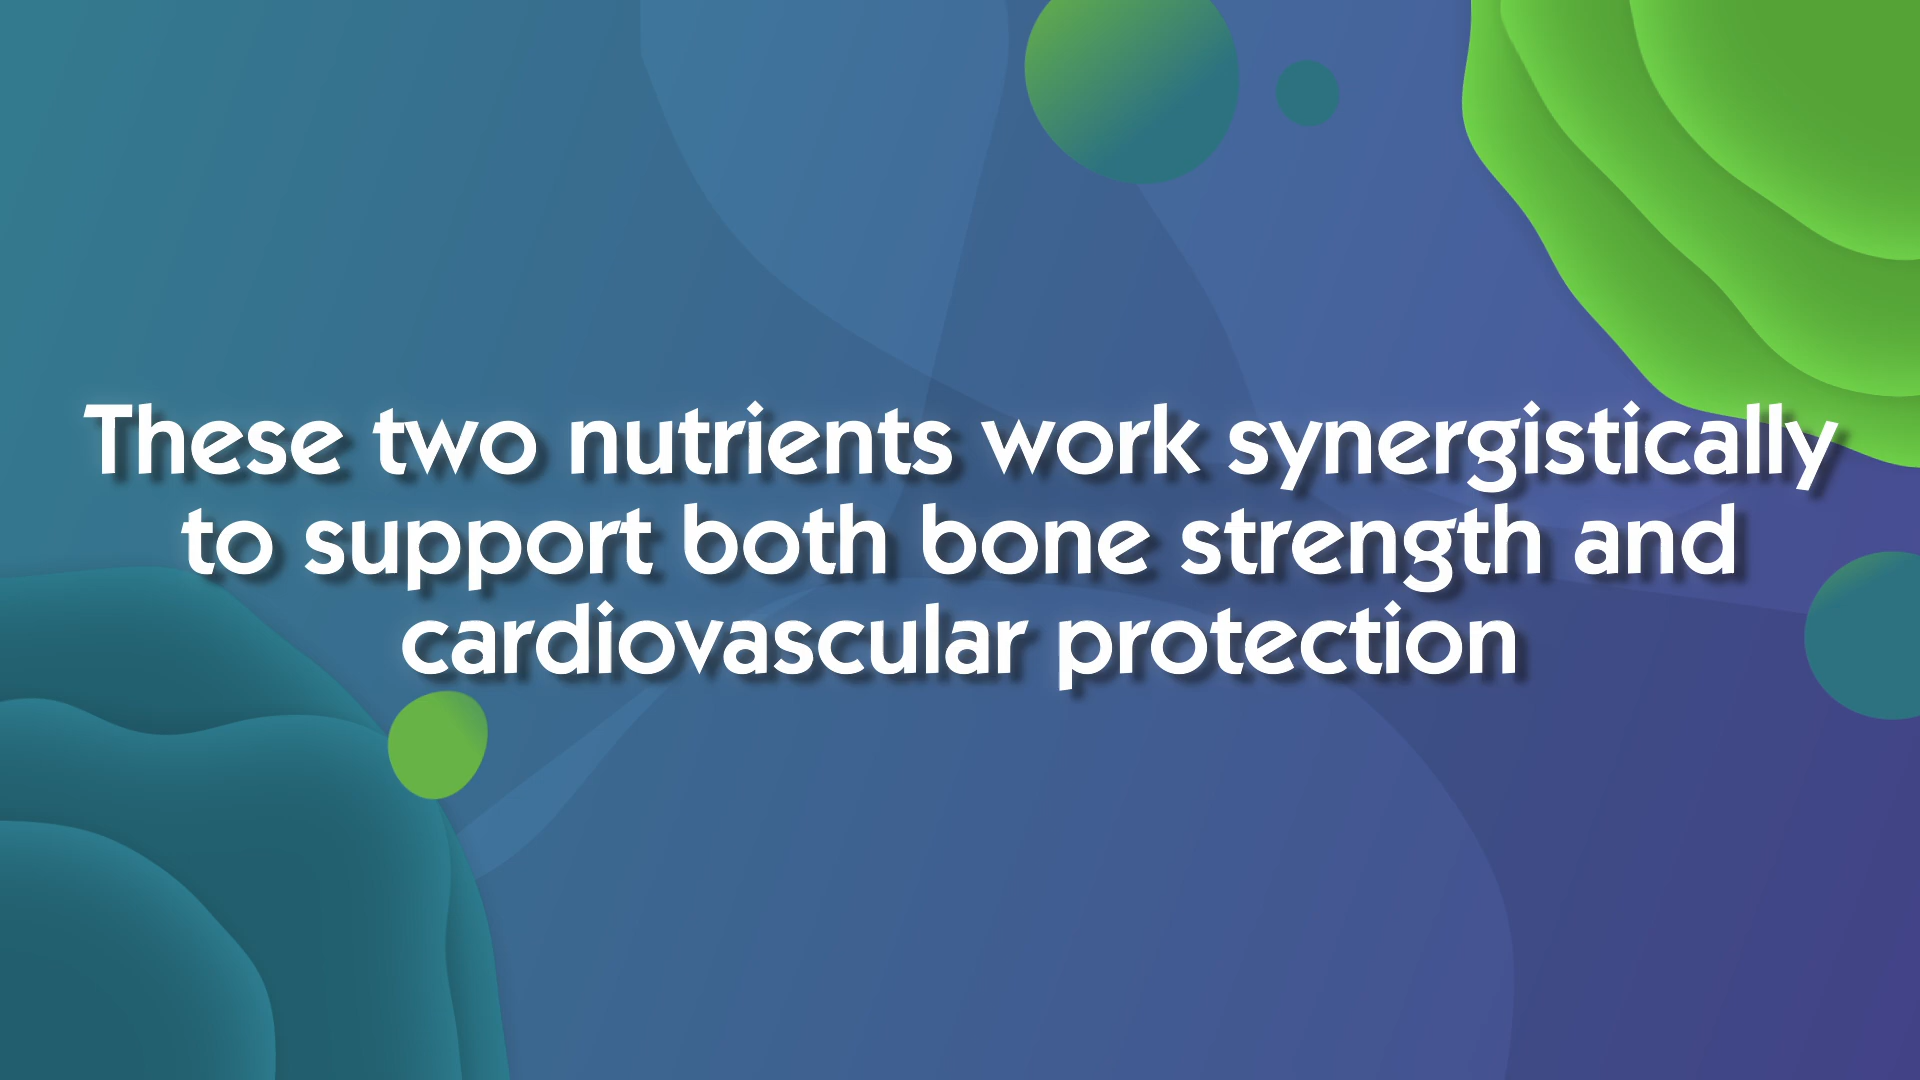 These two nutrients work synergistically
to support both bone strength and
cardiovascular protection